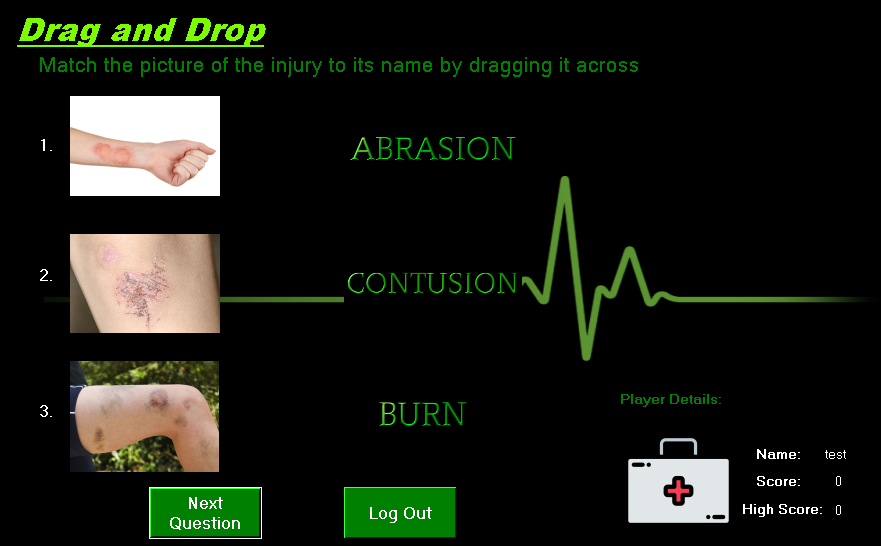 Drag and Drop
Match the picture of the injury to its name by dragging it across
1.
ABRASION
2.
CONTUSION
3.
BURN
Player Details:
Name: test
Score: 0
High Score: 0
Next
Question
Log Out